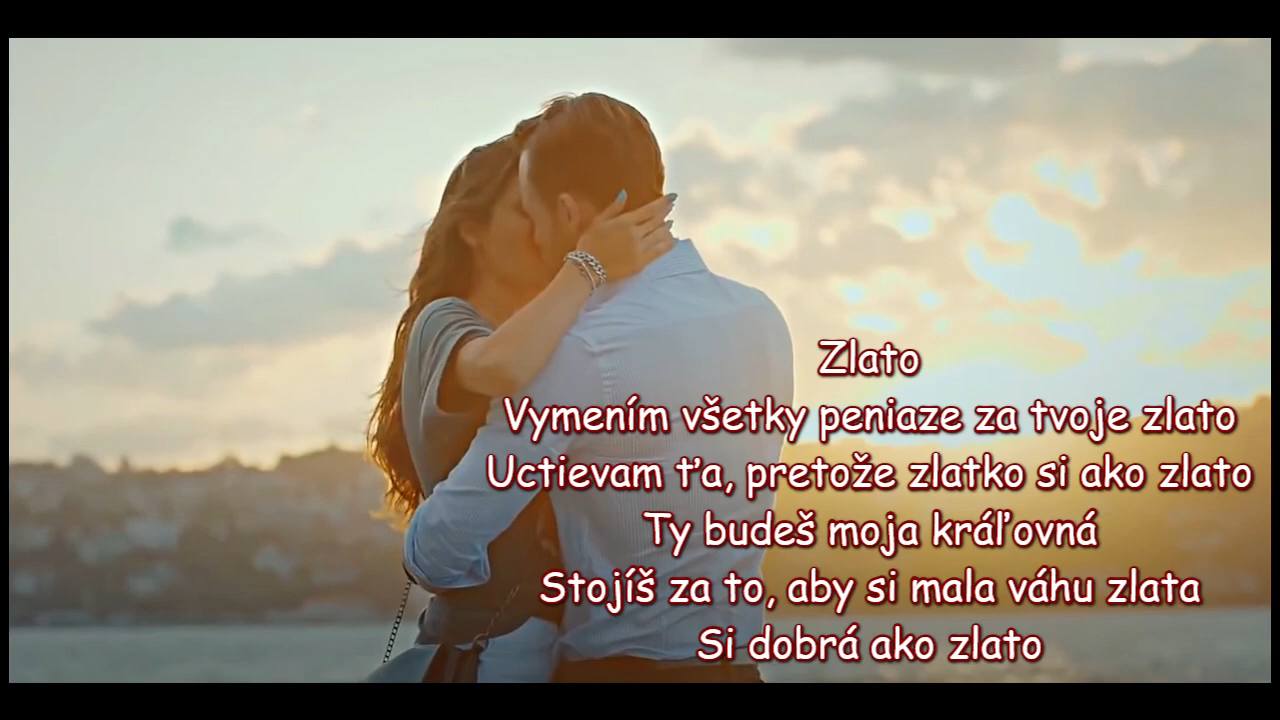 Zlato
Vymením všetky peniaze za tvoje zlato
Uctievam ťa, pretože zlatko si ako zlato
Ty budeš moja kráľovná
Stojíš za to, aby si mala váhu zlata
Si dobrá ako zlato